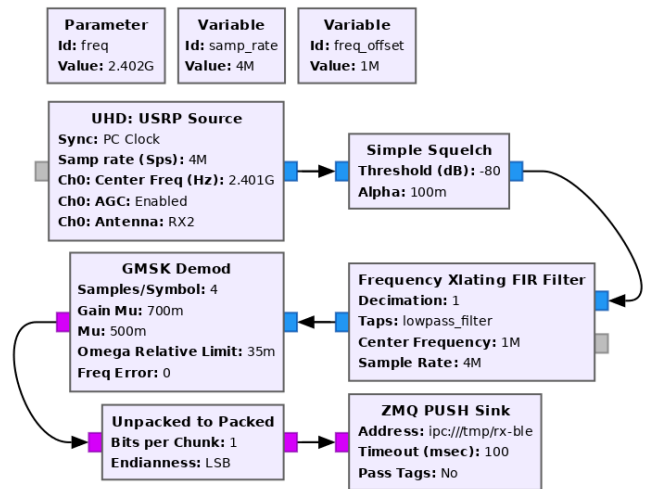 Parameter
Id: freq
Value: 2.402G
Variable
Id: samp_rate
Value: 4M
Variable
Id: freq_offset
Value: 1M
UHD: USRP Source
Sync: PC Clock
Samp rate (Sps): 4M
Ch0: Center Freq (Hz): 2.401G
Ch0: AGC: Enabled
Ch0: Antenna: RX2
Simple Squelch
Threshold (dB): -80
Alpha: 100m
Frequency Xlating FIR Filter
Decimation: 1
Taps: lowpass_filter
Center Frequency: 1M
Sample Rate: 4M
GMSK Demod
Samples/Symbol: 4
Gain Mu: 700m
Mu: 500m
Omega Relative Limit: 35m
Freq Error: 0
Unpacked to Packed
Bits per Chunk: 1
Endianness: LSB
ZMQ PUSH Sink
Address: ipc:///tmp/rx-ble
Timeout (msec): 100
Pass Tags: No